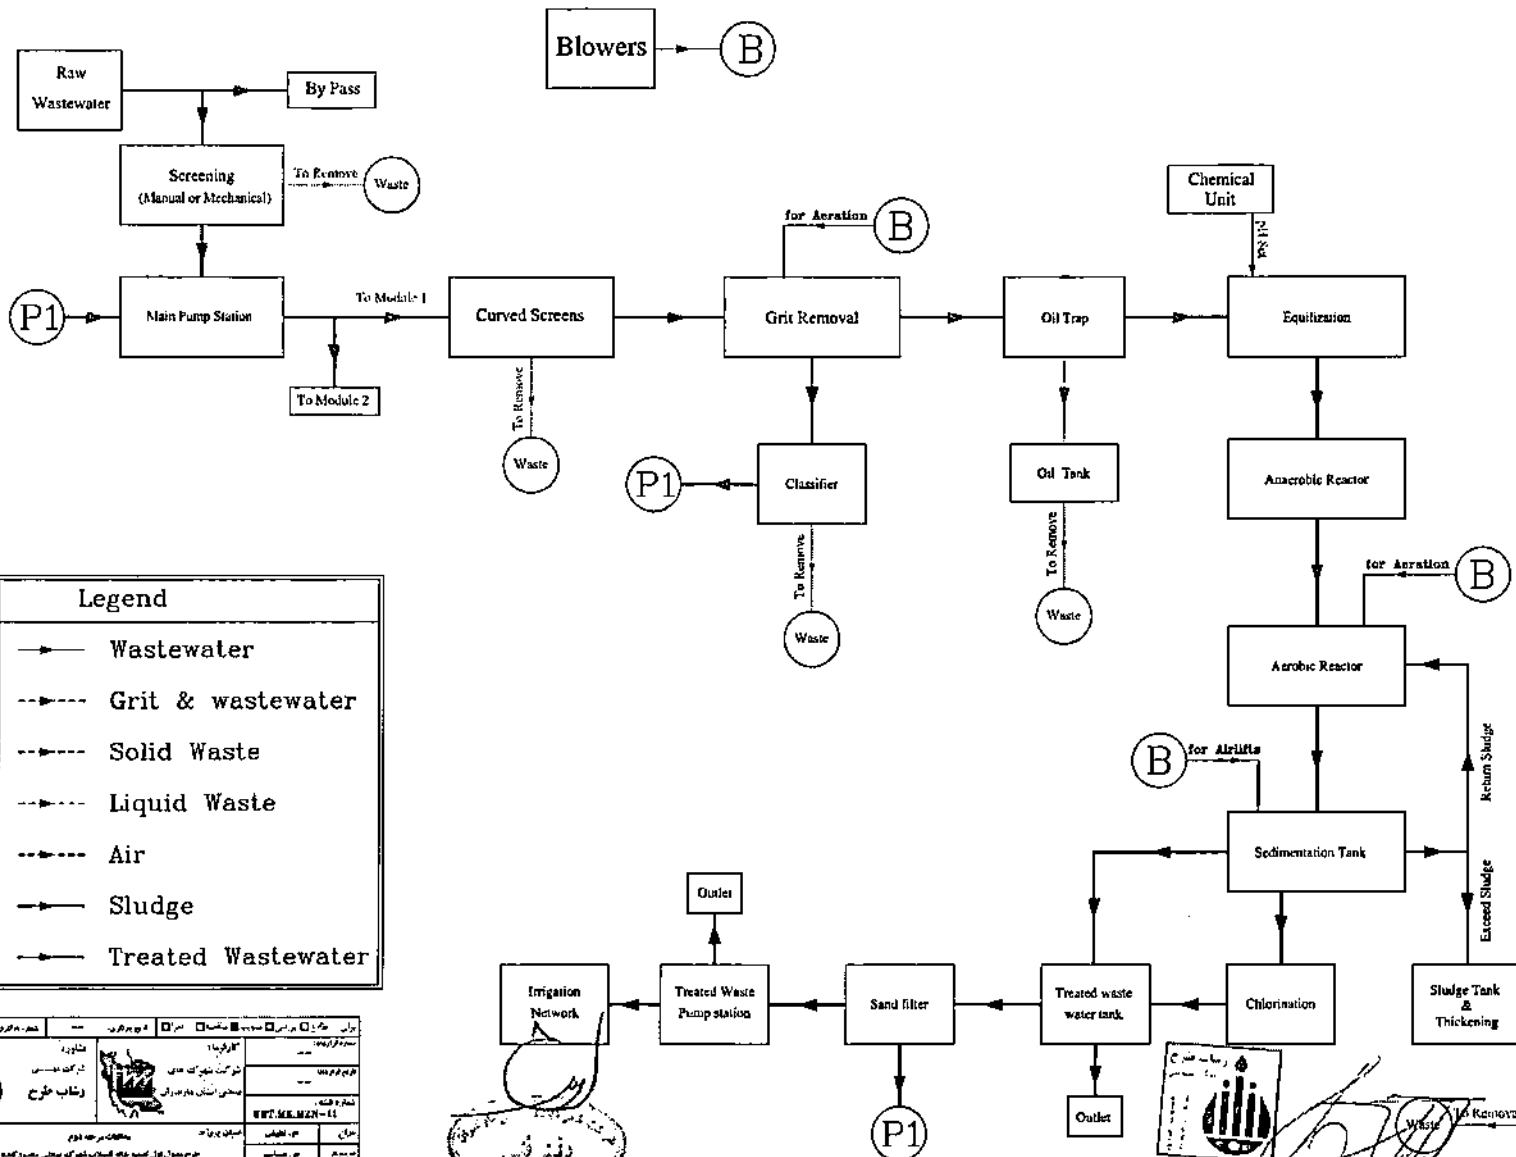 Blowers
B
Raw
Wastewater
By Pass
Screening
(Manual or Mechanical)
To Remove
Waste
Chemical
Unit
for Aeration
B
P1
Main Pump Station
To Module 1
To Module 2
Curved Screens
To Remove
Waste
Grit Removal
Classifier
P1
To Remove
Waste
Oil Trap
Oil Tank
To Remove
Waste
Equilization
Anaerobic Reactor
for Aeration
B
Aerobic Reactor
Return Sludge
B
for Airlifts
Sedimentation Tank
Exceed Sludge
Outlet
Irrigation
Network
Treated Waste
Pump station
Sand filter
Treated waste
water tank
Chlorination
Sludge Tank
&
Thickening
P1
Outlet
Waste
To Remove
Legend
Wastewater
Grit & wastewater
Solid Waste
Liquid Waste
Air
Sludge
Treated Wastewater